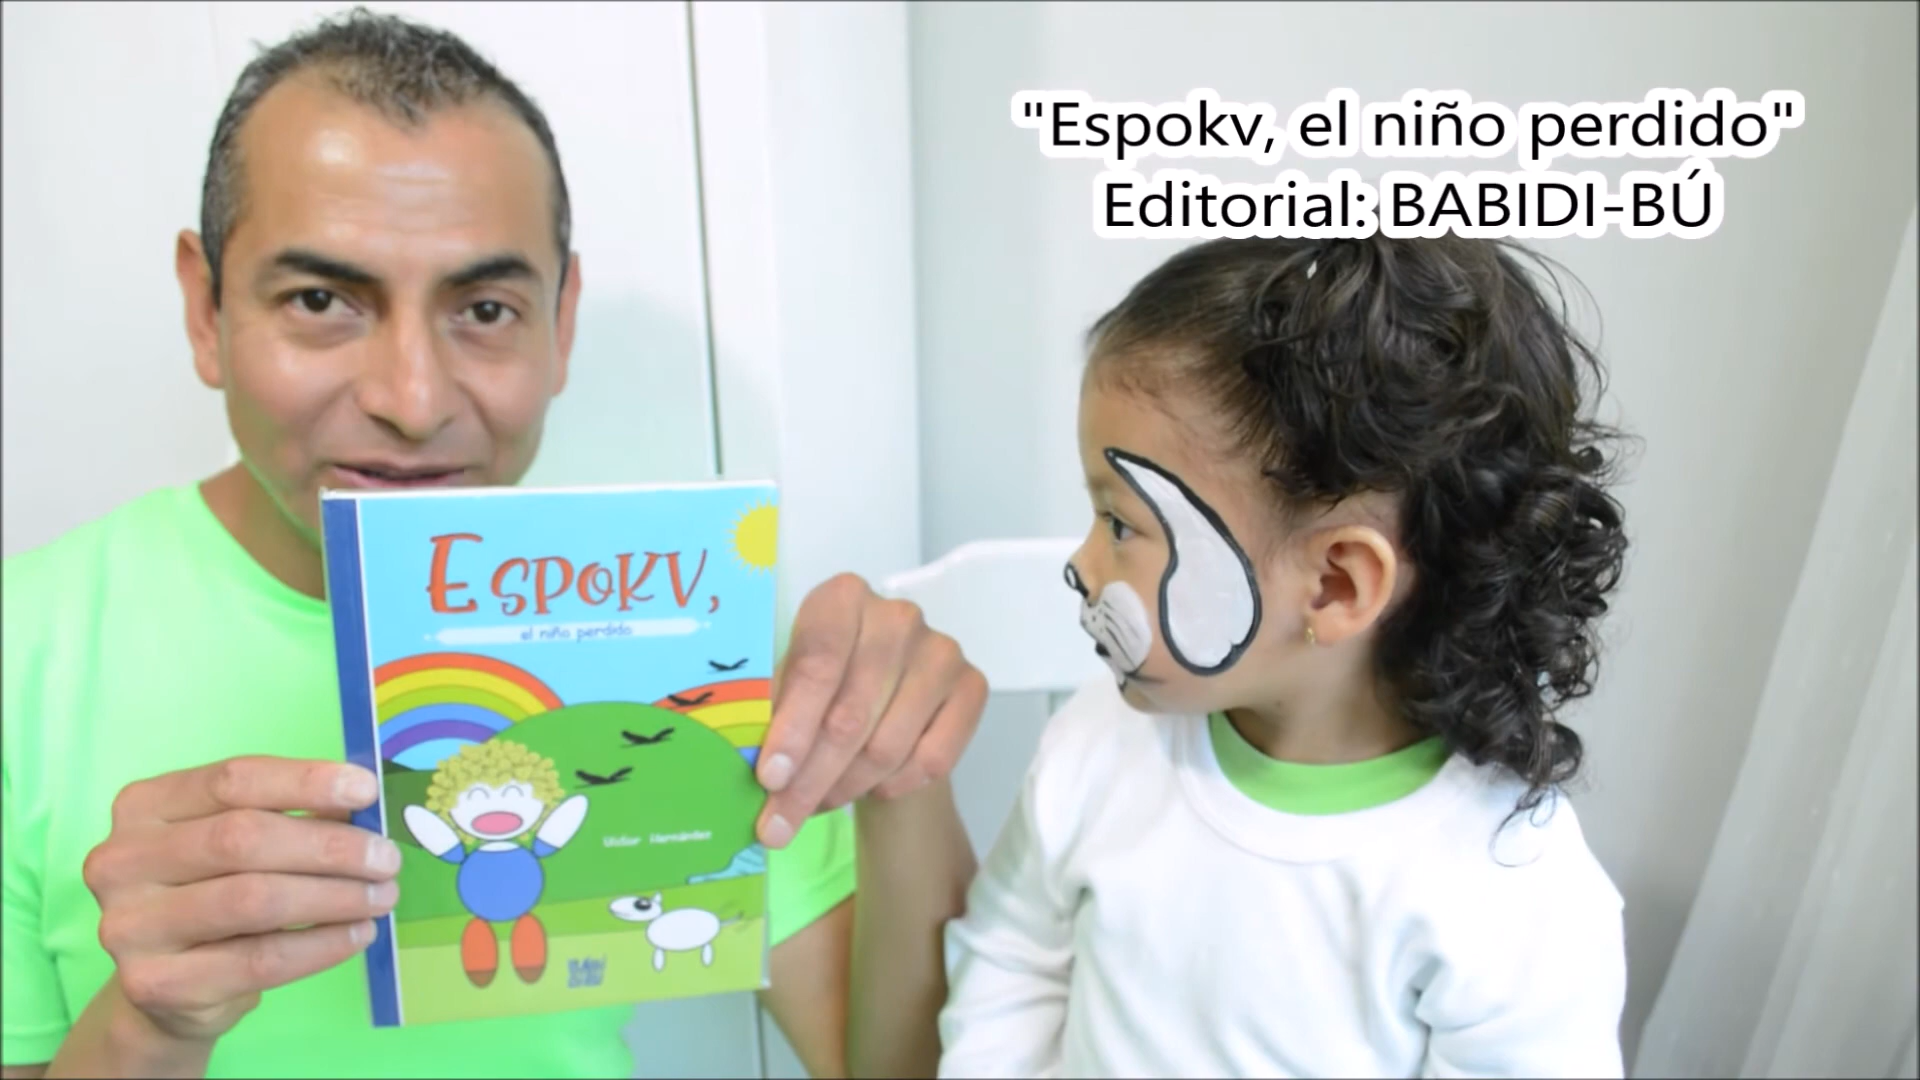 "Espokv, el niño perdido"
Editorial: BABIDI-BÚ
ESPOKV,
el niño perdido
Víctor Hernández